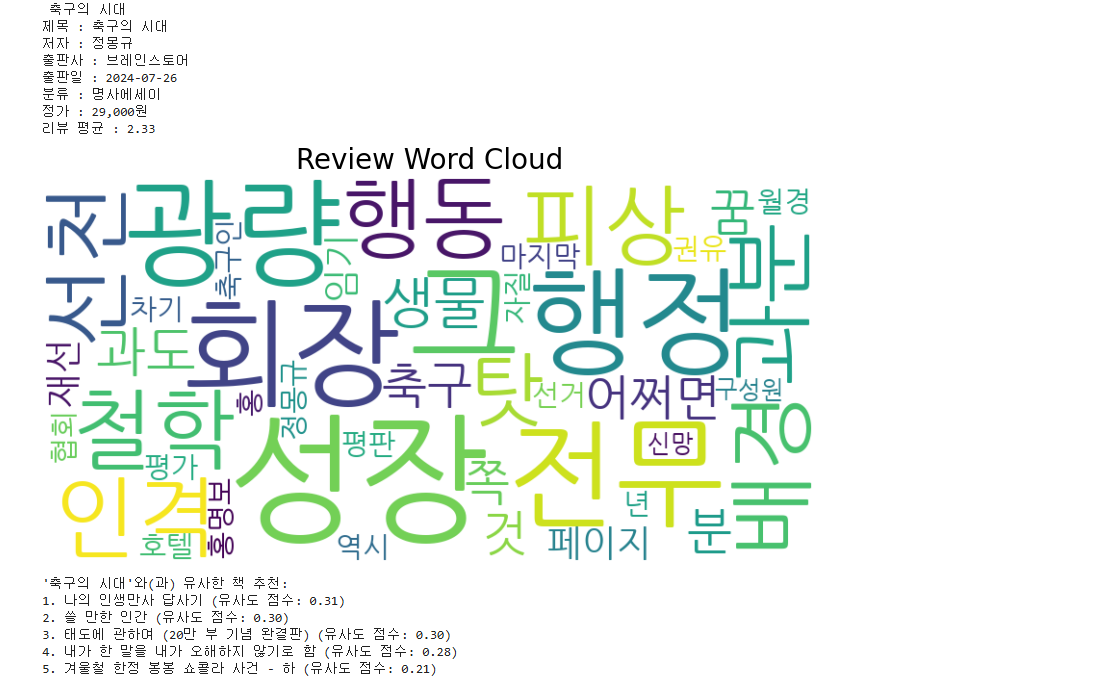 축구의 시대
제목 : 축구의 시대
저자 : 정몽규
출판사 : 브레인스토어
출판일 : 2024-07-26
분류 : 명사에세이
정가 : 29,000원
리뷰 평균 : 2.33
Review Word Cloud
서천
광량
행동
피상
꿈
월경
권유
마지막
축구인
임기
차기
생물
그
자질
행정
과분
회장
과도
재선
축구
탓
선거
어쩌면
구성원
홍
정몽규
철학
협회
평가
성장
평판
쪽
전부
신망
배경
인격
홍명보
호텔
역시
것
페이지
년
분
'축구의 시대'와(과) 유사한 책 추천:
1. 나의 인생만사 답사기 (유사도 점수: 0.31)
2. 쓸 만한 인간 (유사도 점수: 0.30)
3. 태도에 관하여 (20만 부 기념 완결판) (유사도 점수: 0.30)
4. 내가 한 말을 내가 오해하지 않기로 함 (유사도 점수: 0.28)
5. 겨울철 한정 봉봉 쇼콜라 사건 - 하 (유사도 점수: 0.21)